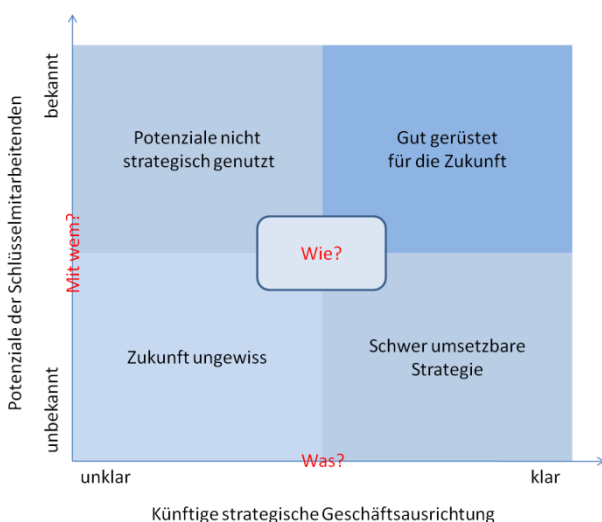 Potenziale der Schlüsselmitarbeitenden
bekannt
Mit wem?
unbekannt
Potenziale nicht
strategisch genutzt
Gut gerüstet
für die Zukunft
Wie?
Zukunft ungewiss
Schwer umsetzbare
Strategie
Was?
unklar
klar
Künftige strategische Geschäftsausrichtung